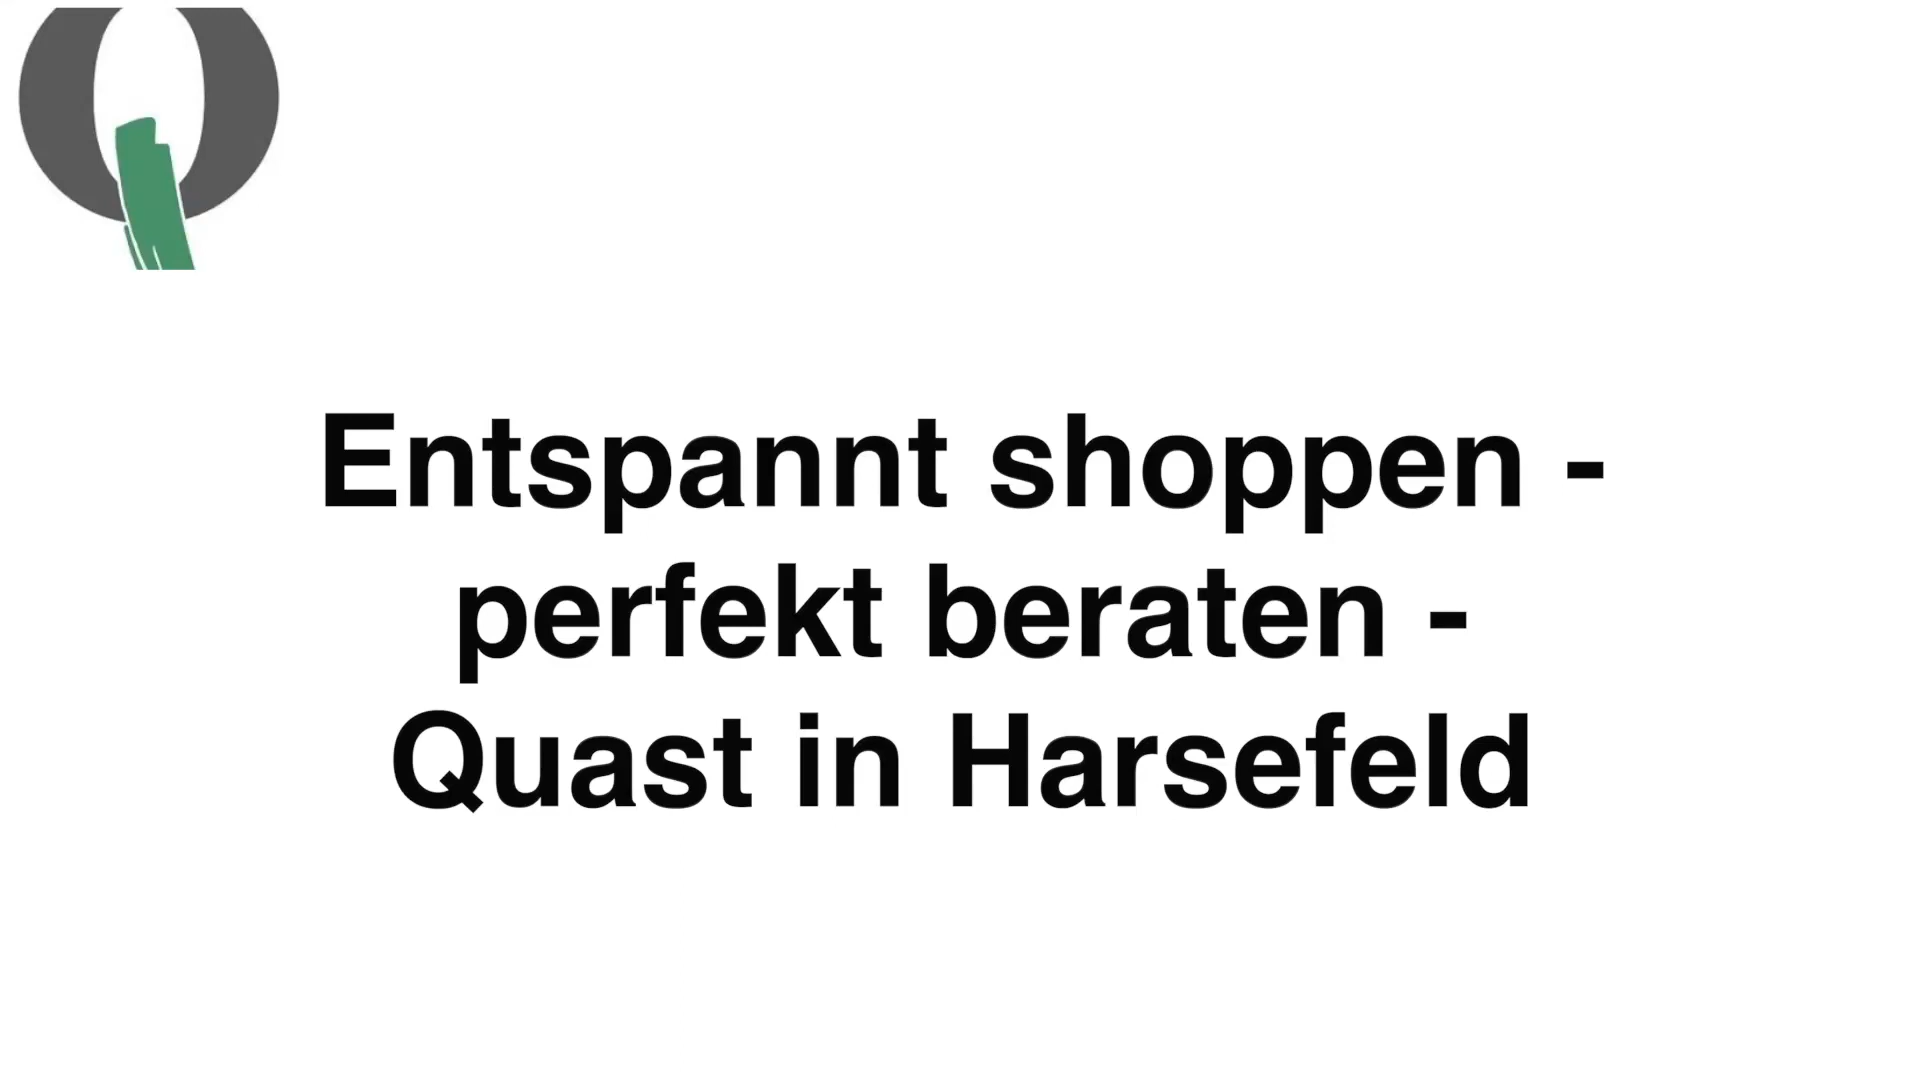 Q
Entspannt shoppen -
perfekt beraten -
Quast in Harsefeld